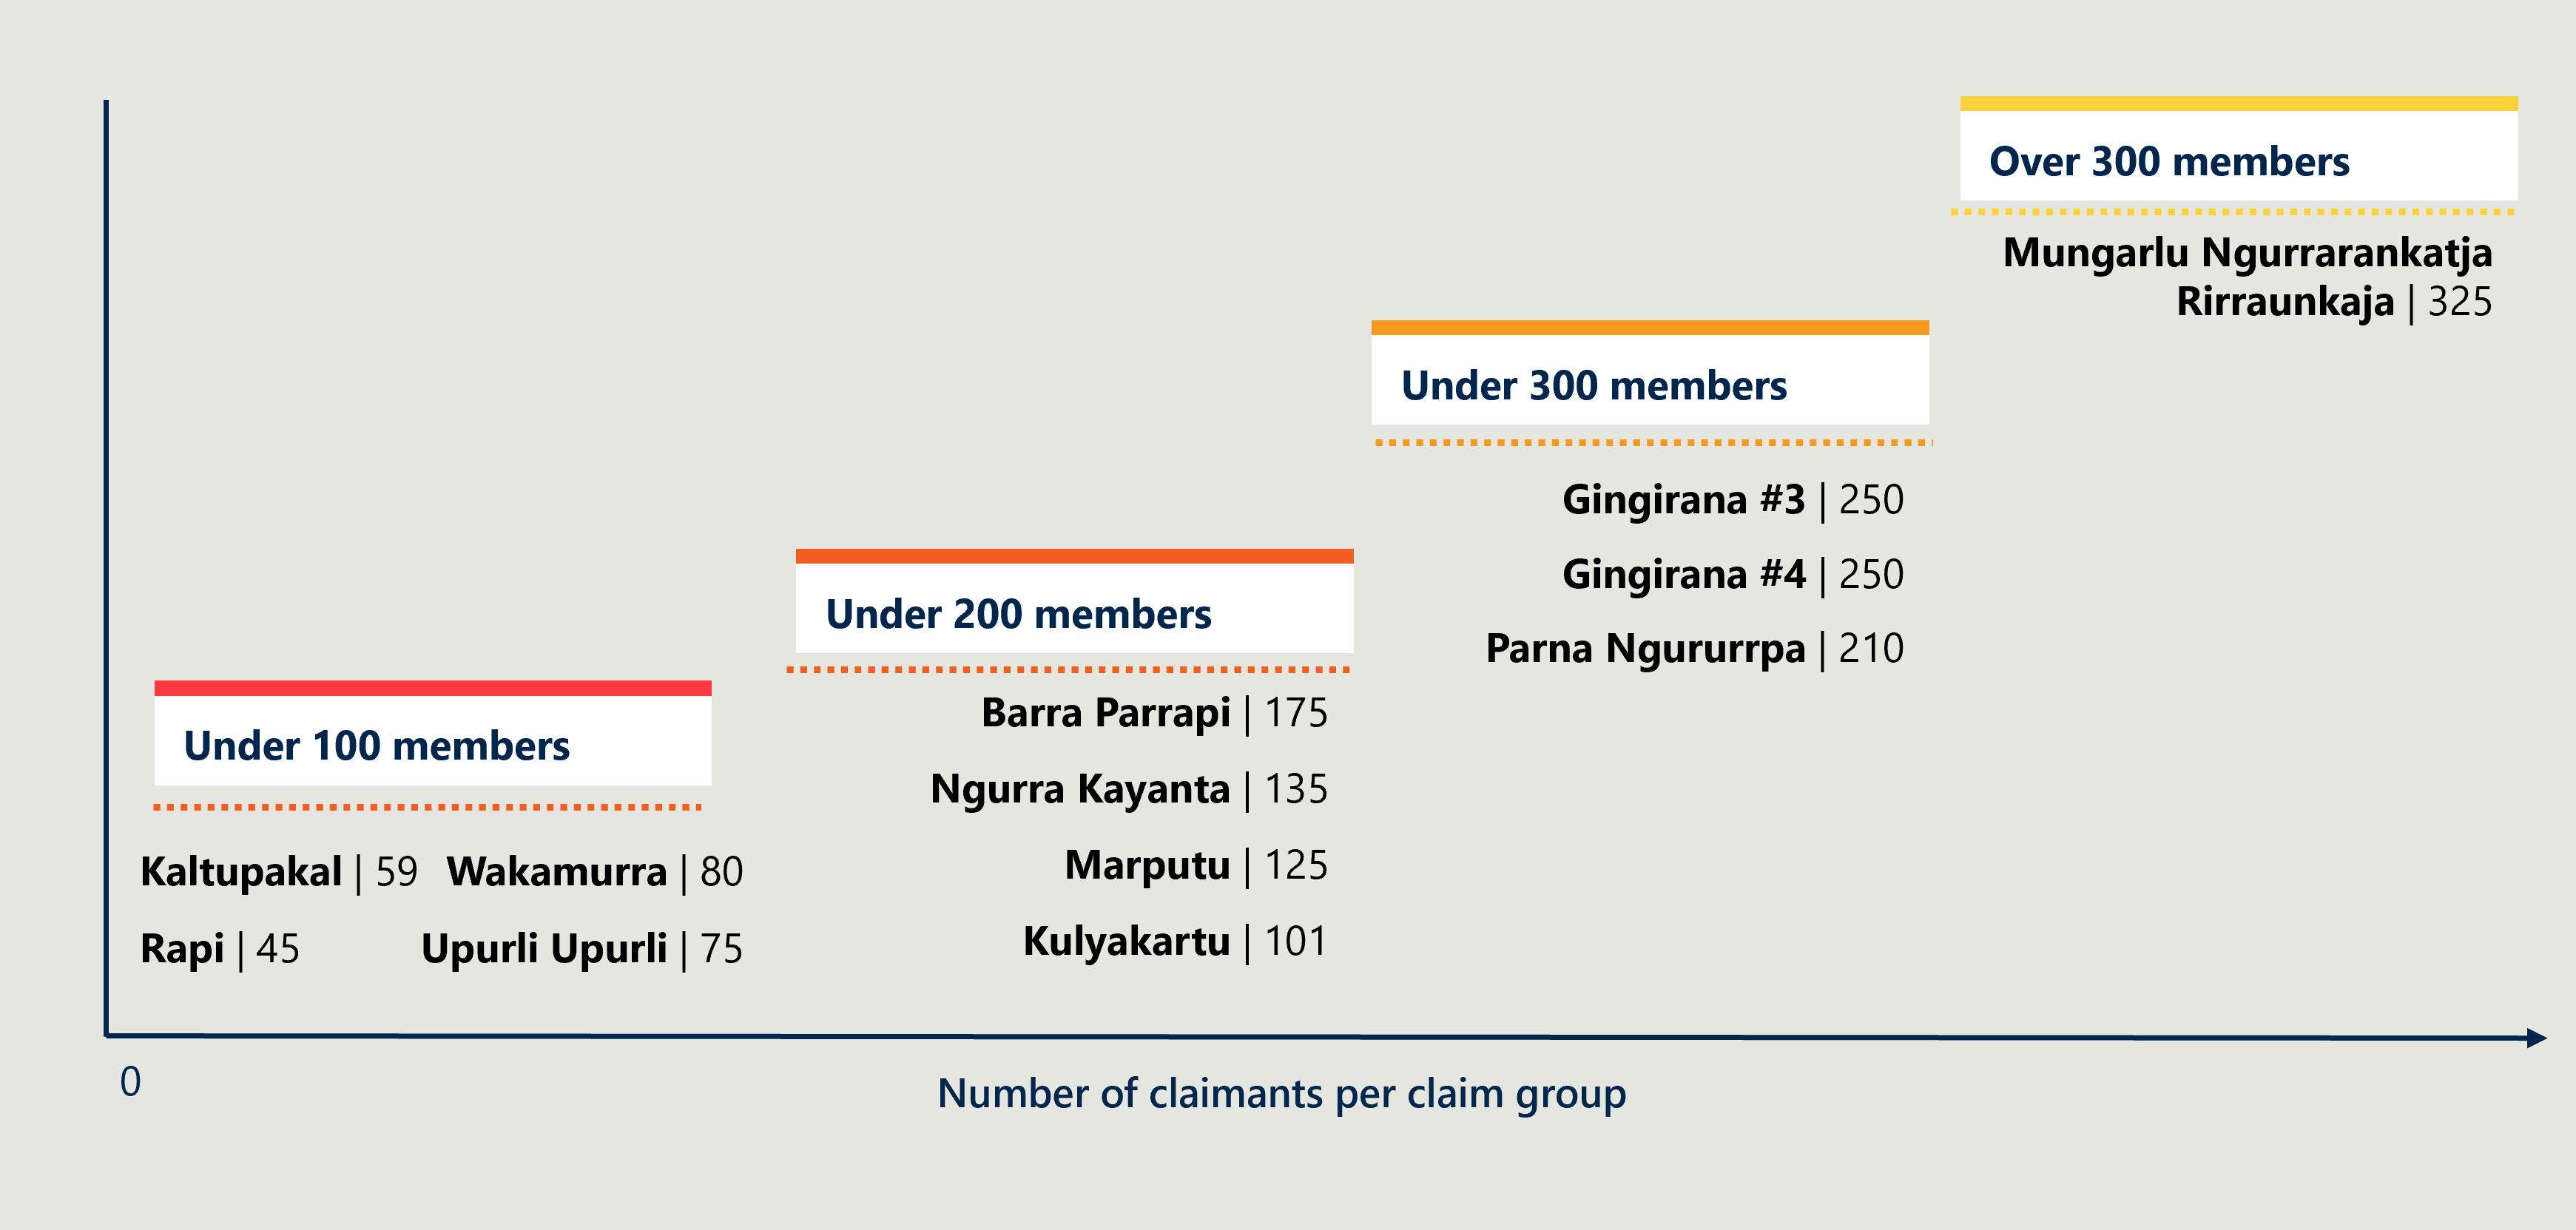 Over 300 members
Mungarlu Ngurrarankatja
Rirraunkaja | 325
Under 300 members
Gingirana #3 | 250
Gingirana #4 | 250
Parna Ngururrpa | 210
Under 200 members
Barra Parrapi | 175
Ngurra Kayanta | 135
Marputu | 125
Kulyakartu | 101
Under 100 members
Kaltupakal | 59 Wakamurra | 80
Rapi | 45 Upurli Upurli | 75
0
Number of claimants per claim group